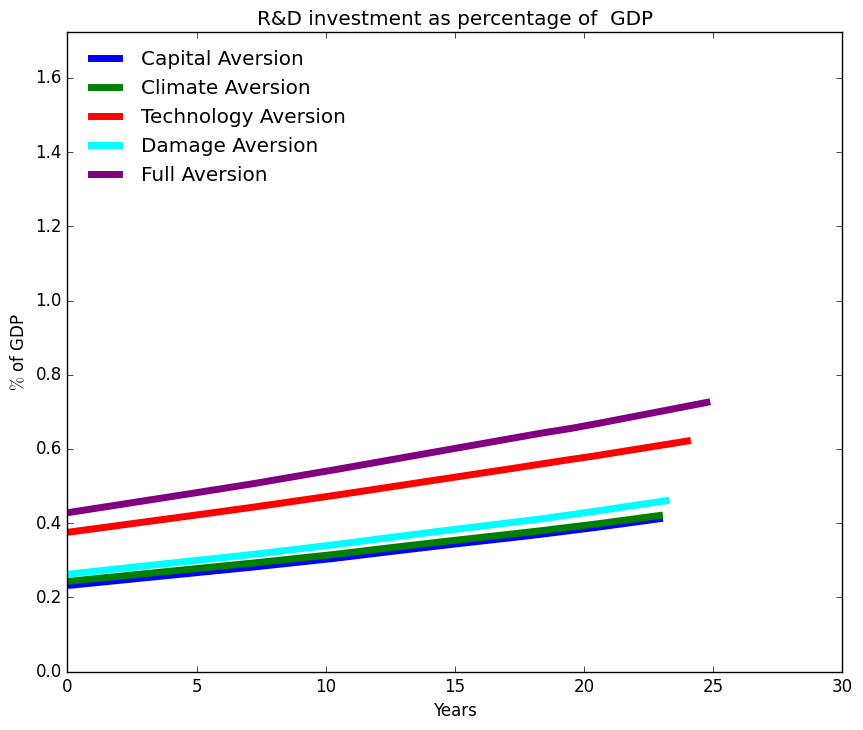 R&D investment as percentage of  GDP
Capital Aversion
Climate Aversion
Technology Aversion
Damage Aversion
Full Aversion
1.6
1.4
1.2
1.0
0.8
0.6
0.4
0.2
0.0
% of GDP
0 5 10 15 20 25 30
Years